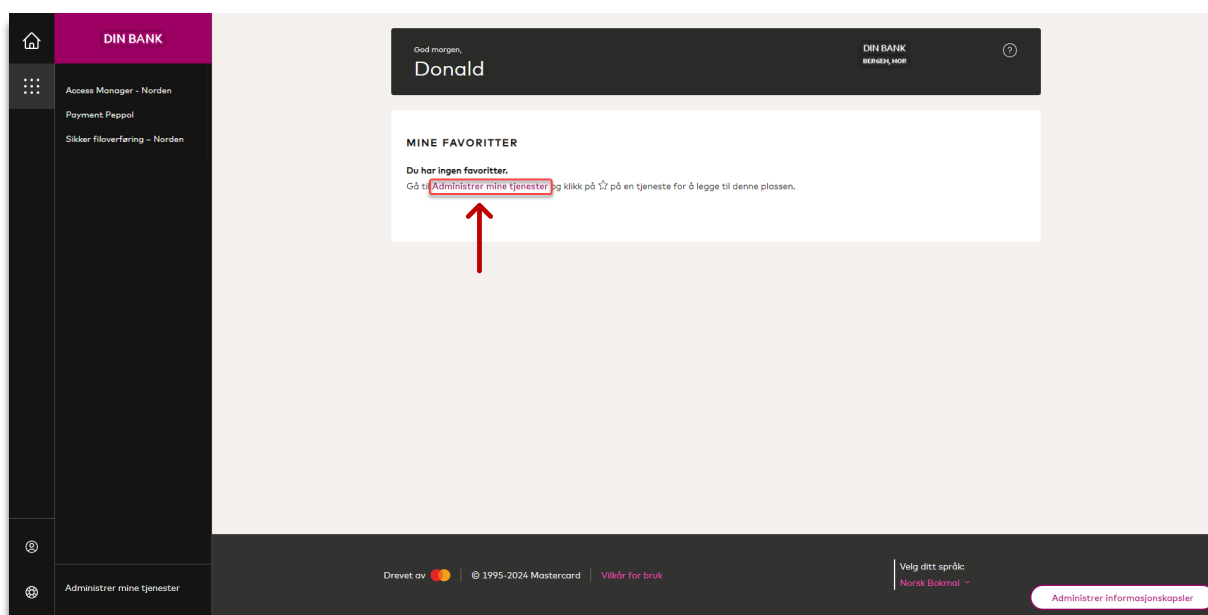 DIN BANK
Access Manager - Norden
Payment Peppol
Sikker filoverføring – Norden
Administrer mine tjenester
God morgen,
Donald
DIN BANK
BERGEN, NOR
?
MINE FAVORITTER
Du har ingen favoritter.
Gå til Administrer mine tjenester og klikk på ☆ på en tjeneste for å legge til denne plassen.
Drevet av | © 1995-2024 Mastercard | Vilkår for bruk
Velg ditt språk:
Norsk Bokmal
Administrer informasjonskapsler